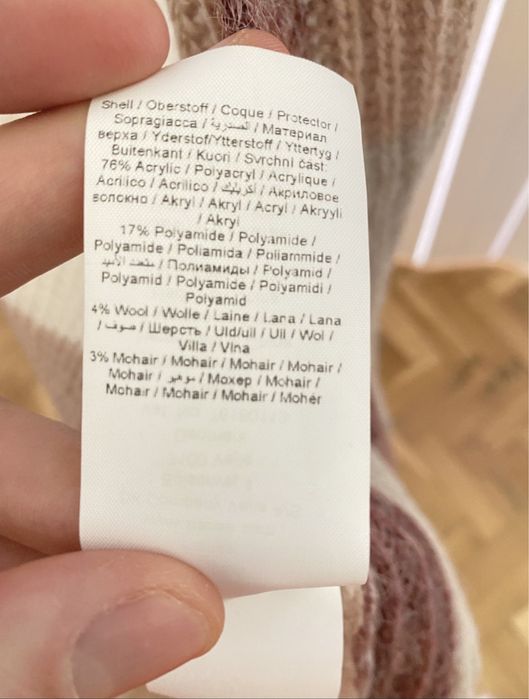 Shell / Oberstoff / Coque / Protector /
Sopragiacca / الصدرية / Материал
верха / Yderstof/Ytterstoff / Yttertyg /
Buitenkant / Kuori / Svrchní část:
76% Acrylic / Polyacryl / Acrylique /
Acrilico / Acrilico / أكريليك / Акриловое
волокно / Akryl / Akryl / Acryl / Akryyli
/ Akryl
17% Polyamide / Polyamide /
Polyamide / Poliamida / Poliammide /
متعدد الأميد / Полиамиды / Polyamid /
Polyamid / Polyamide / Polyamidi /
Polyamid
4% Wool / Wolle / Laine / Lana / Lana
/ صوف / Шерсть / Uld/ull / Ull / Wol /
Villa / Vlna
3% Mohair / Mohair / Mohair / Mohair /
Mohair / موهير / Мохер / Mohair /
Mohair / Mohair / Mohair / Mohér